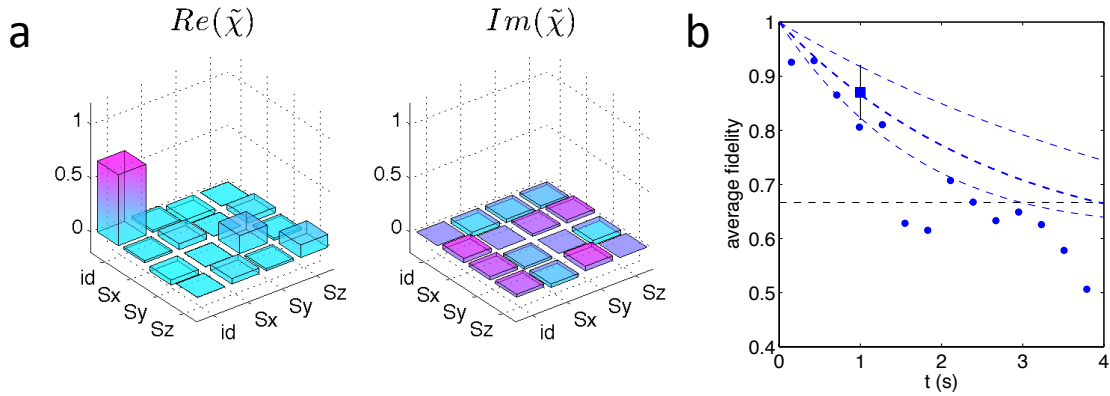 a
Re(χ̃)
1
0.5
0
id
Sx
Sy
Sz
id
Sx
Sy
Sz
Im(χ̃)
1
0.5
0
id
Sx
Sy
Sz
id
Sx
Sy
Sz
b
1
0.9
0.8
0.7
0.6
0.5
0.4
average fidelity
0
1
2
3
4
t (s)